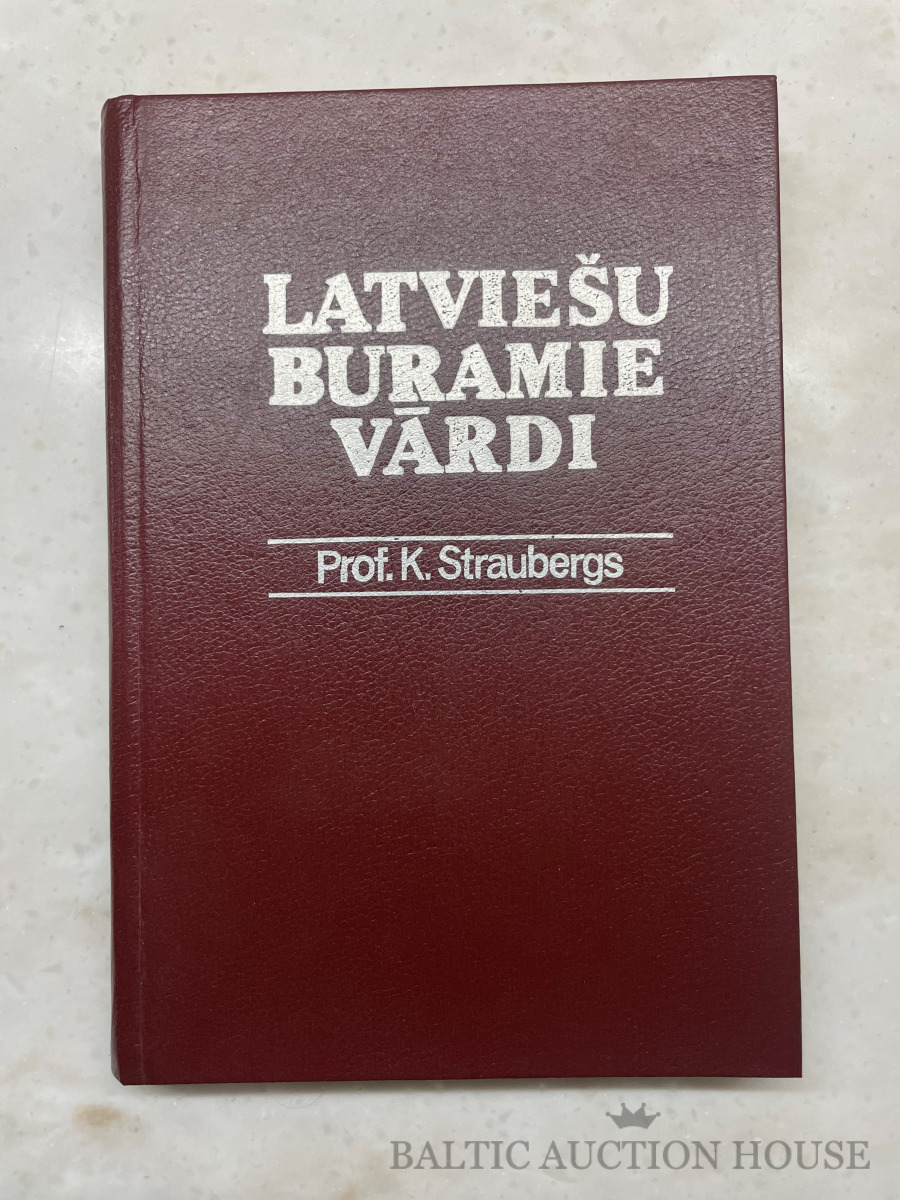 LATVIEŠU
BURAMIE
VĀRDI
Prof. K. Straubergs
BALTIC AUCTION HOUSE